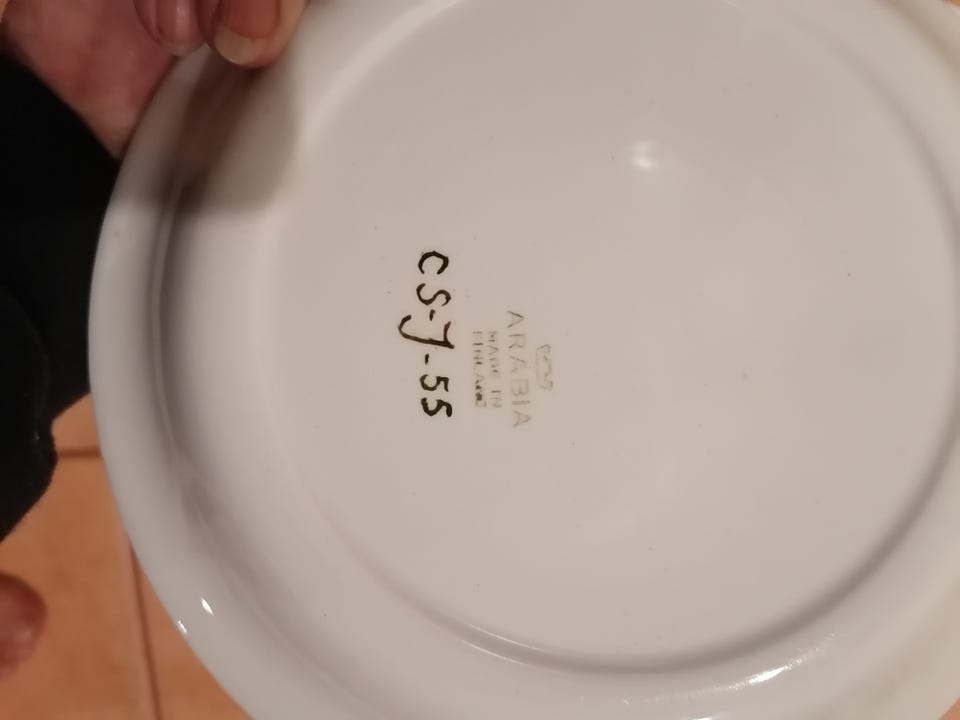 ARABIA
MADE IN
FINLAND
CS-J-55